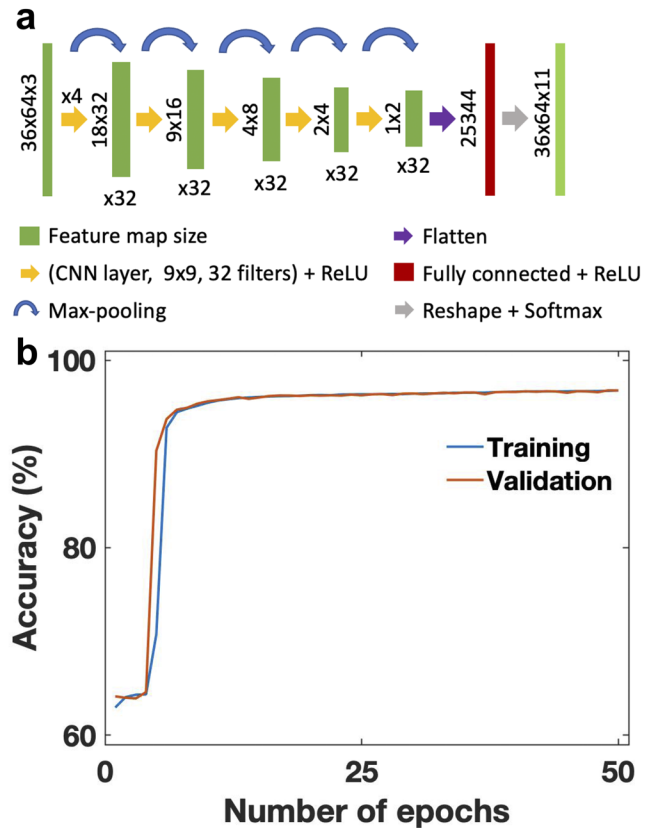 a
36x64x3
x4
18x32
x32
9x16
x32
4x8
x32
2x4
x32
1x2
x32
25344
36x64x11
Feature map size
Flatten
(CNN layer, 9x9, 32 filters) + ReLU
Fully connected + ReLU
Max-pooling
Reshape + Softmax
b
100
80
60
Accuracy (%)
Training
Validation
0
25
50
Number of epochs